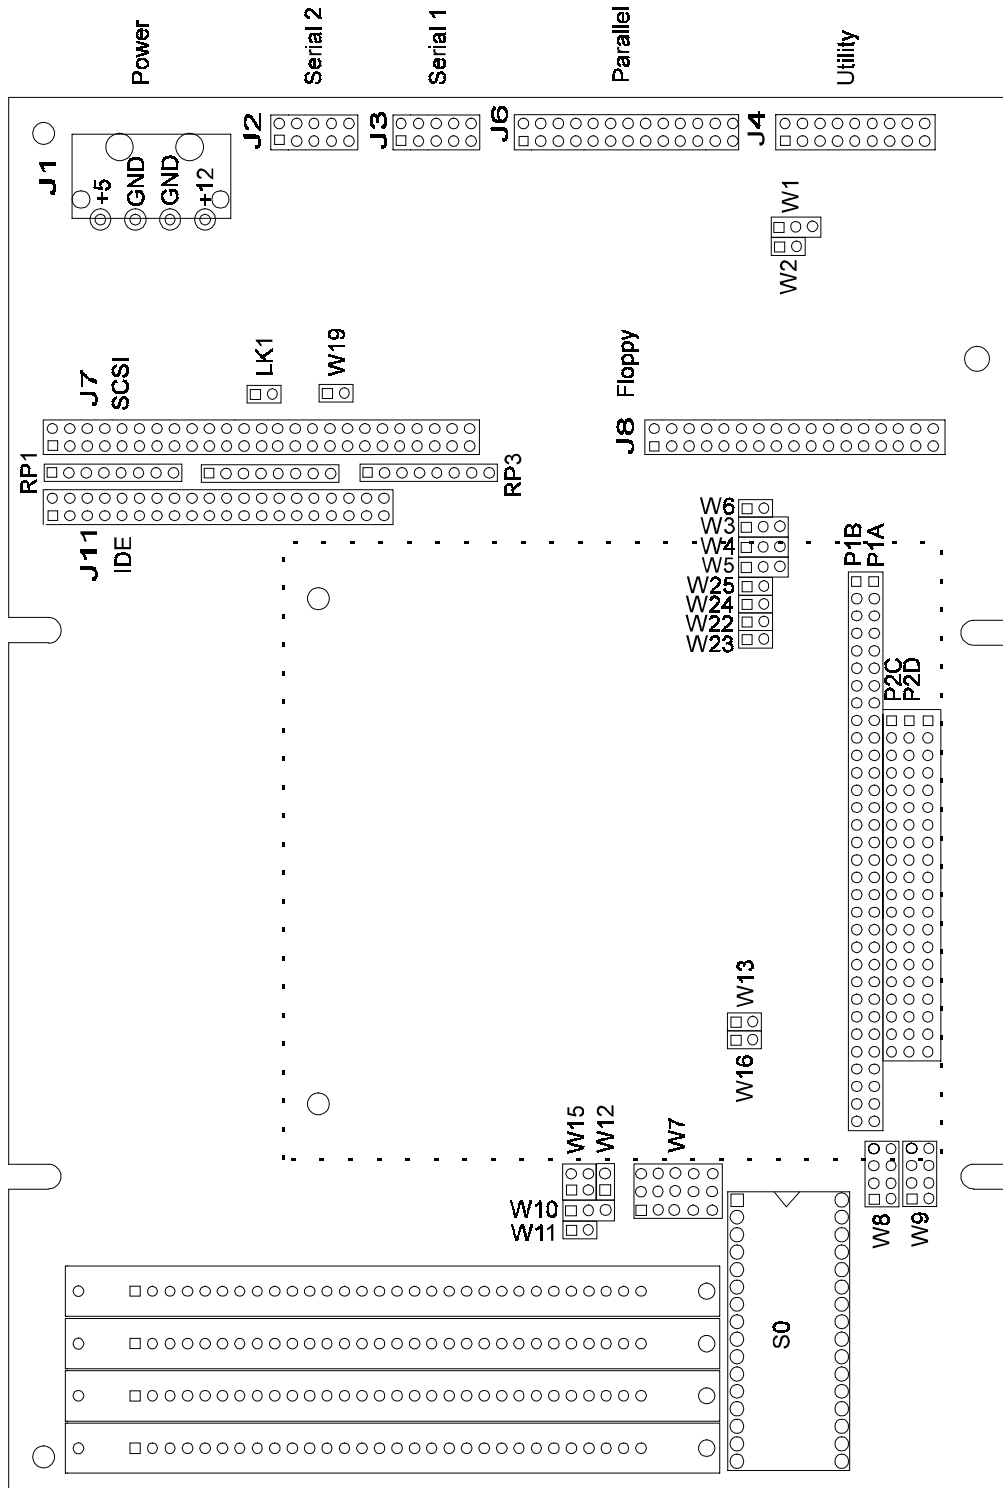 Power
Serial 2
Serial 1
Parallel
Utility
J1
J2
J3
J6
J4
+5
GND
GND
+12
W1
W2
J7
SCSI
LK1
W19
Floppy
J8
RP1
RP3
J11
IDE
W6
W3
W4
W5
W25
W24
W22
W23
P1B
P1A
P2C
P2D
W13
W16
W15
W12
W7
W10
W11
W8
W9
S0